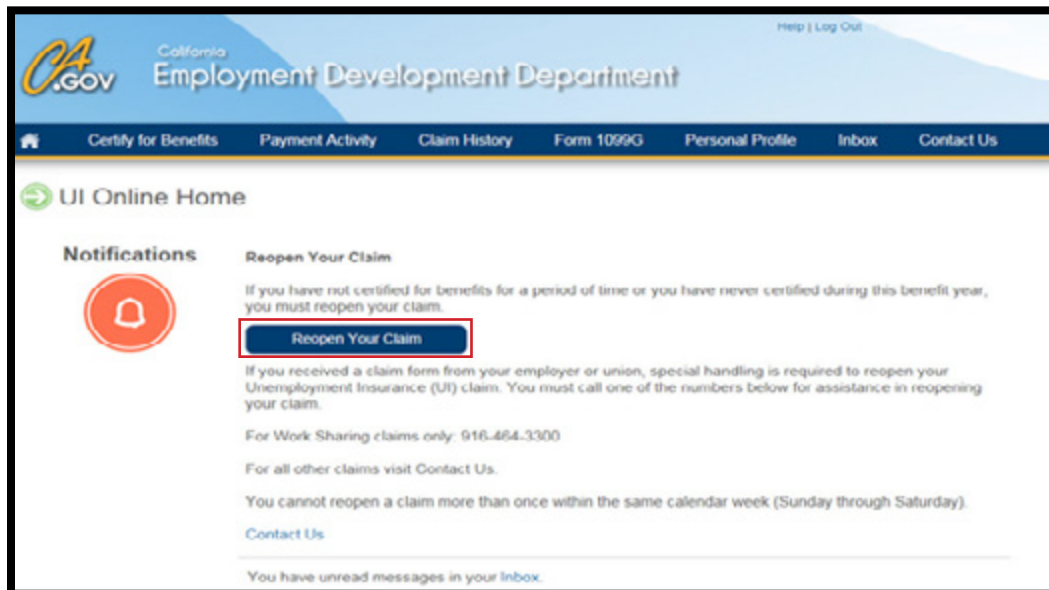 Help | Log Out
CA
.GOV
California
Employment Development Department
Certify for Benefits Payment Activity Claim History Form 1099G Personal Profile Inbox Contact Us
UI Online Home
Notifications
Reopen Your Claim
If you have not certified for benefits for a period of time or you have never certified during this benefit year,
you must reopen your claim.
Reopen Your Claim
If you received a claim form from your employer or union, special handling is required to reopen your
Unemployment Insurance (UI) claim. You must call one of the numbers below for assistance in reopening
your claim.
For Work Sharing claims only: 916-464-3300
For all other claims visit Contact Us.
You cannot reopen a claim more than once within the same calendar week (Sunday through Saturday).
Contact Us
You have unread messages in your Inbox.